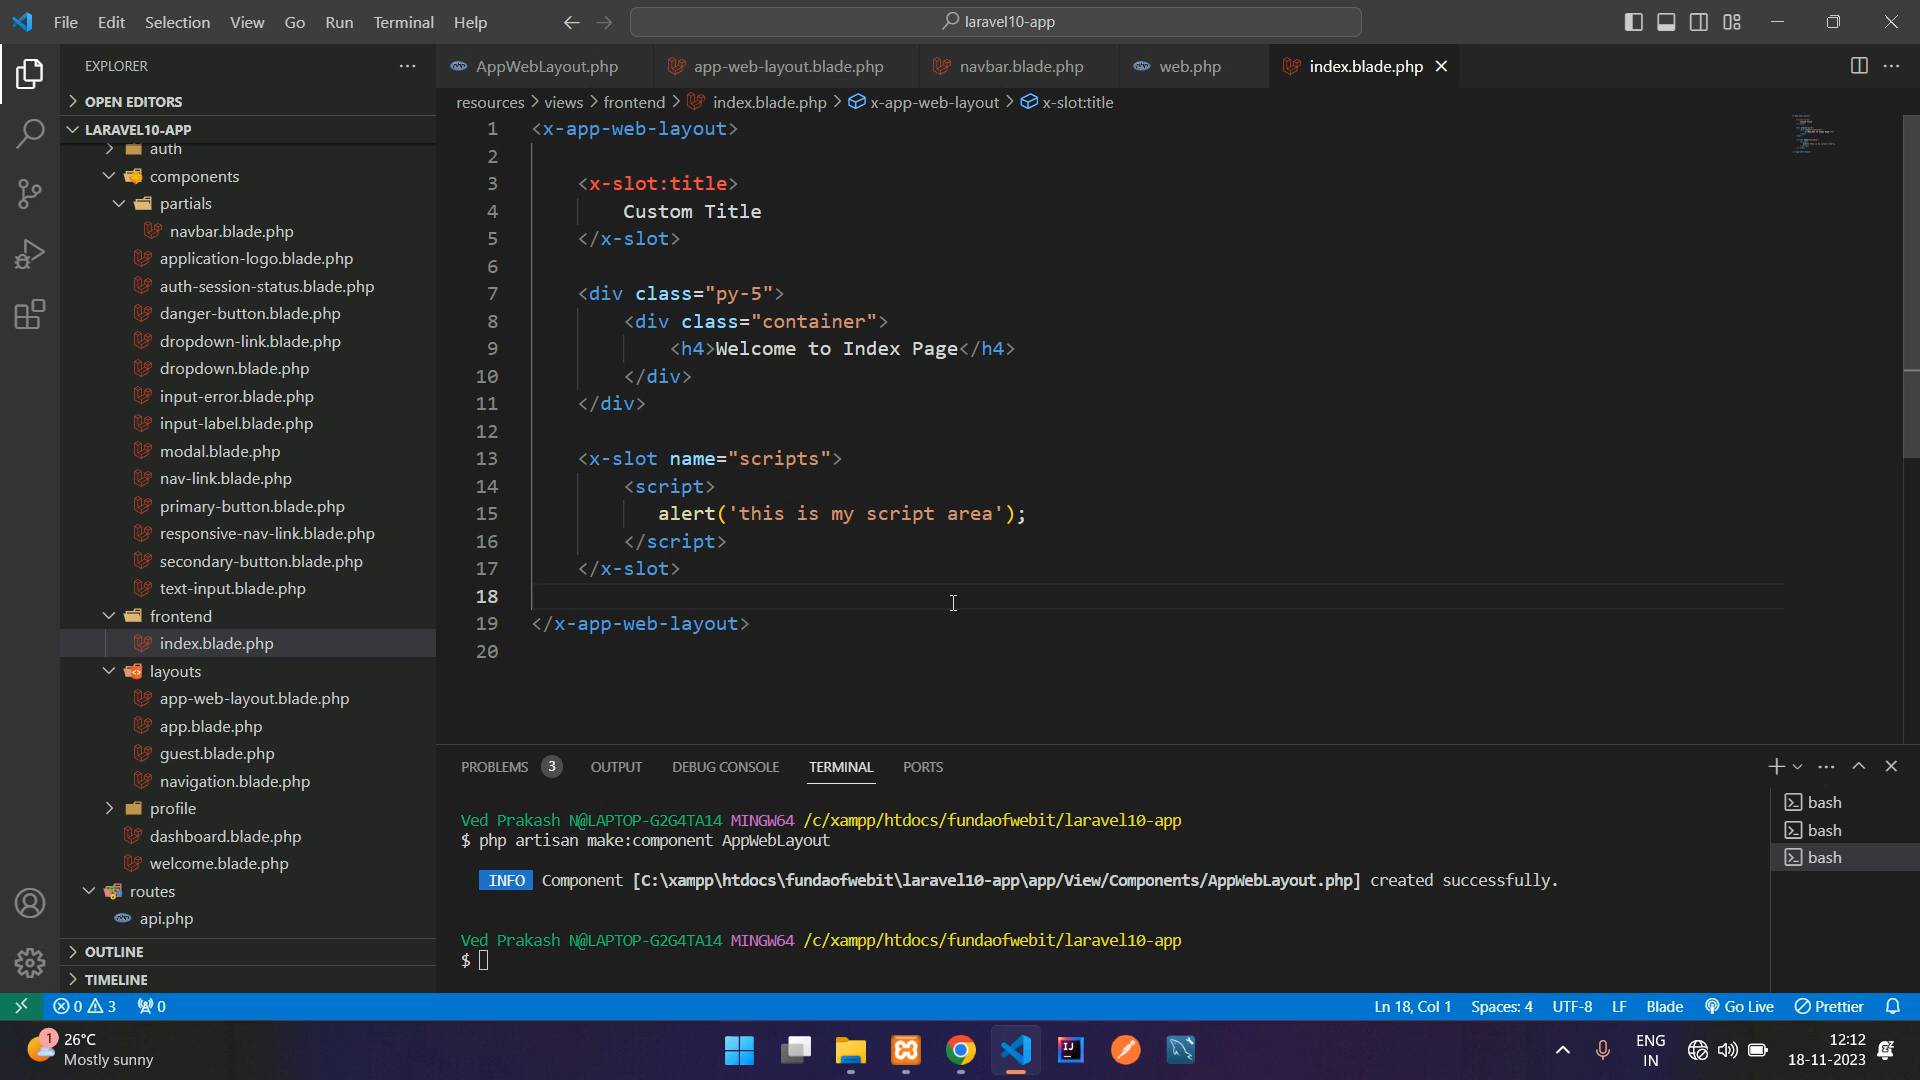 File Edit Selection View Go Run Terminal Help
laravel10-app
EXPLORER
OPEN EDITORS
LARAVEL10-APP
auth
components
partials
navbar.blade.php
application-logo.blade.php
auth-session-status.blade.php
danger-button.blade.php
dropdown-link.blade.php
dropdown.blade.php
input-error.blade.php
input-label.blade.php
modal.blade.php
nav-link.blade.php
primary-button.blade.php
responsive-nav-link.blade.php
secondary-button.blade.php
text-input.blade.php
frontend
index.blade.php
layouts
app-web-layout.blade.php
app.blade.php
guest.blade.php
navigation.blade.php
profile
dashboard.blade.php
welcome.blade.php
routes
api.php
OUTLINE
TIMELINE
AppWebLayout.php app-web-layout.blade.php navbar.blade.php web.php index.blade.php
resources > views > frontend > index.blade.php > x-app-web-layout > x-slot:title
1 <x-app-web-layout>
2
3 <x-slot:title>
4 Custom Title
5 </x-slot>
6
7 <div class="py-5">
8 <div class="container">
9 <h4>Welcome to Index Page</h4>
10 </div>
11 </div>
12
13 <x-slot name="scripts">
14 <script>
15 alert('this is my script area');
16 </script>
17 </x-slot>
18
19 </x-app-web-layout>
20
PROBLEMS 3 OUTPUT DEBUG CONSOLE TERMINAL PORTS
Ved Prakash N@LAPTOP-G2G4TA14 MINGW64 /c/xampp/htdocs/fundaofwebit/laravel10-app
$ php artisan make:component AppWebLayout
INFO Component [C:\xampp\htdocs\fundaofwebit\laravel10-app\app/View/Components/AppWebLayout.php] created successfully.
Ved Prakash N@LAPTOP-G2G4TA14 MINGW64 /c/xampp/htdocs/fundaofwebit/laravel10-app
$
bash
bash
bash
0 3 0 Ln 18, Col 1 Spaces: 4 UTF-8 LF Blade Go Live Prettier
1
26°C
Mostly sunny
IJ
ENG
IN
12:12
18-11-2023